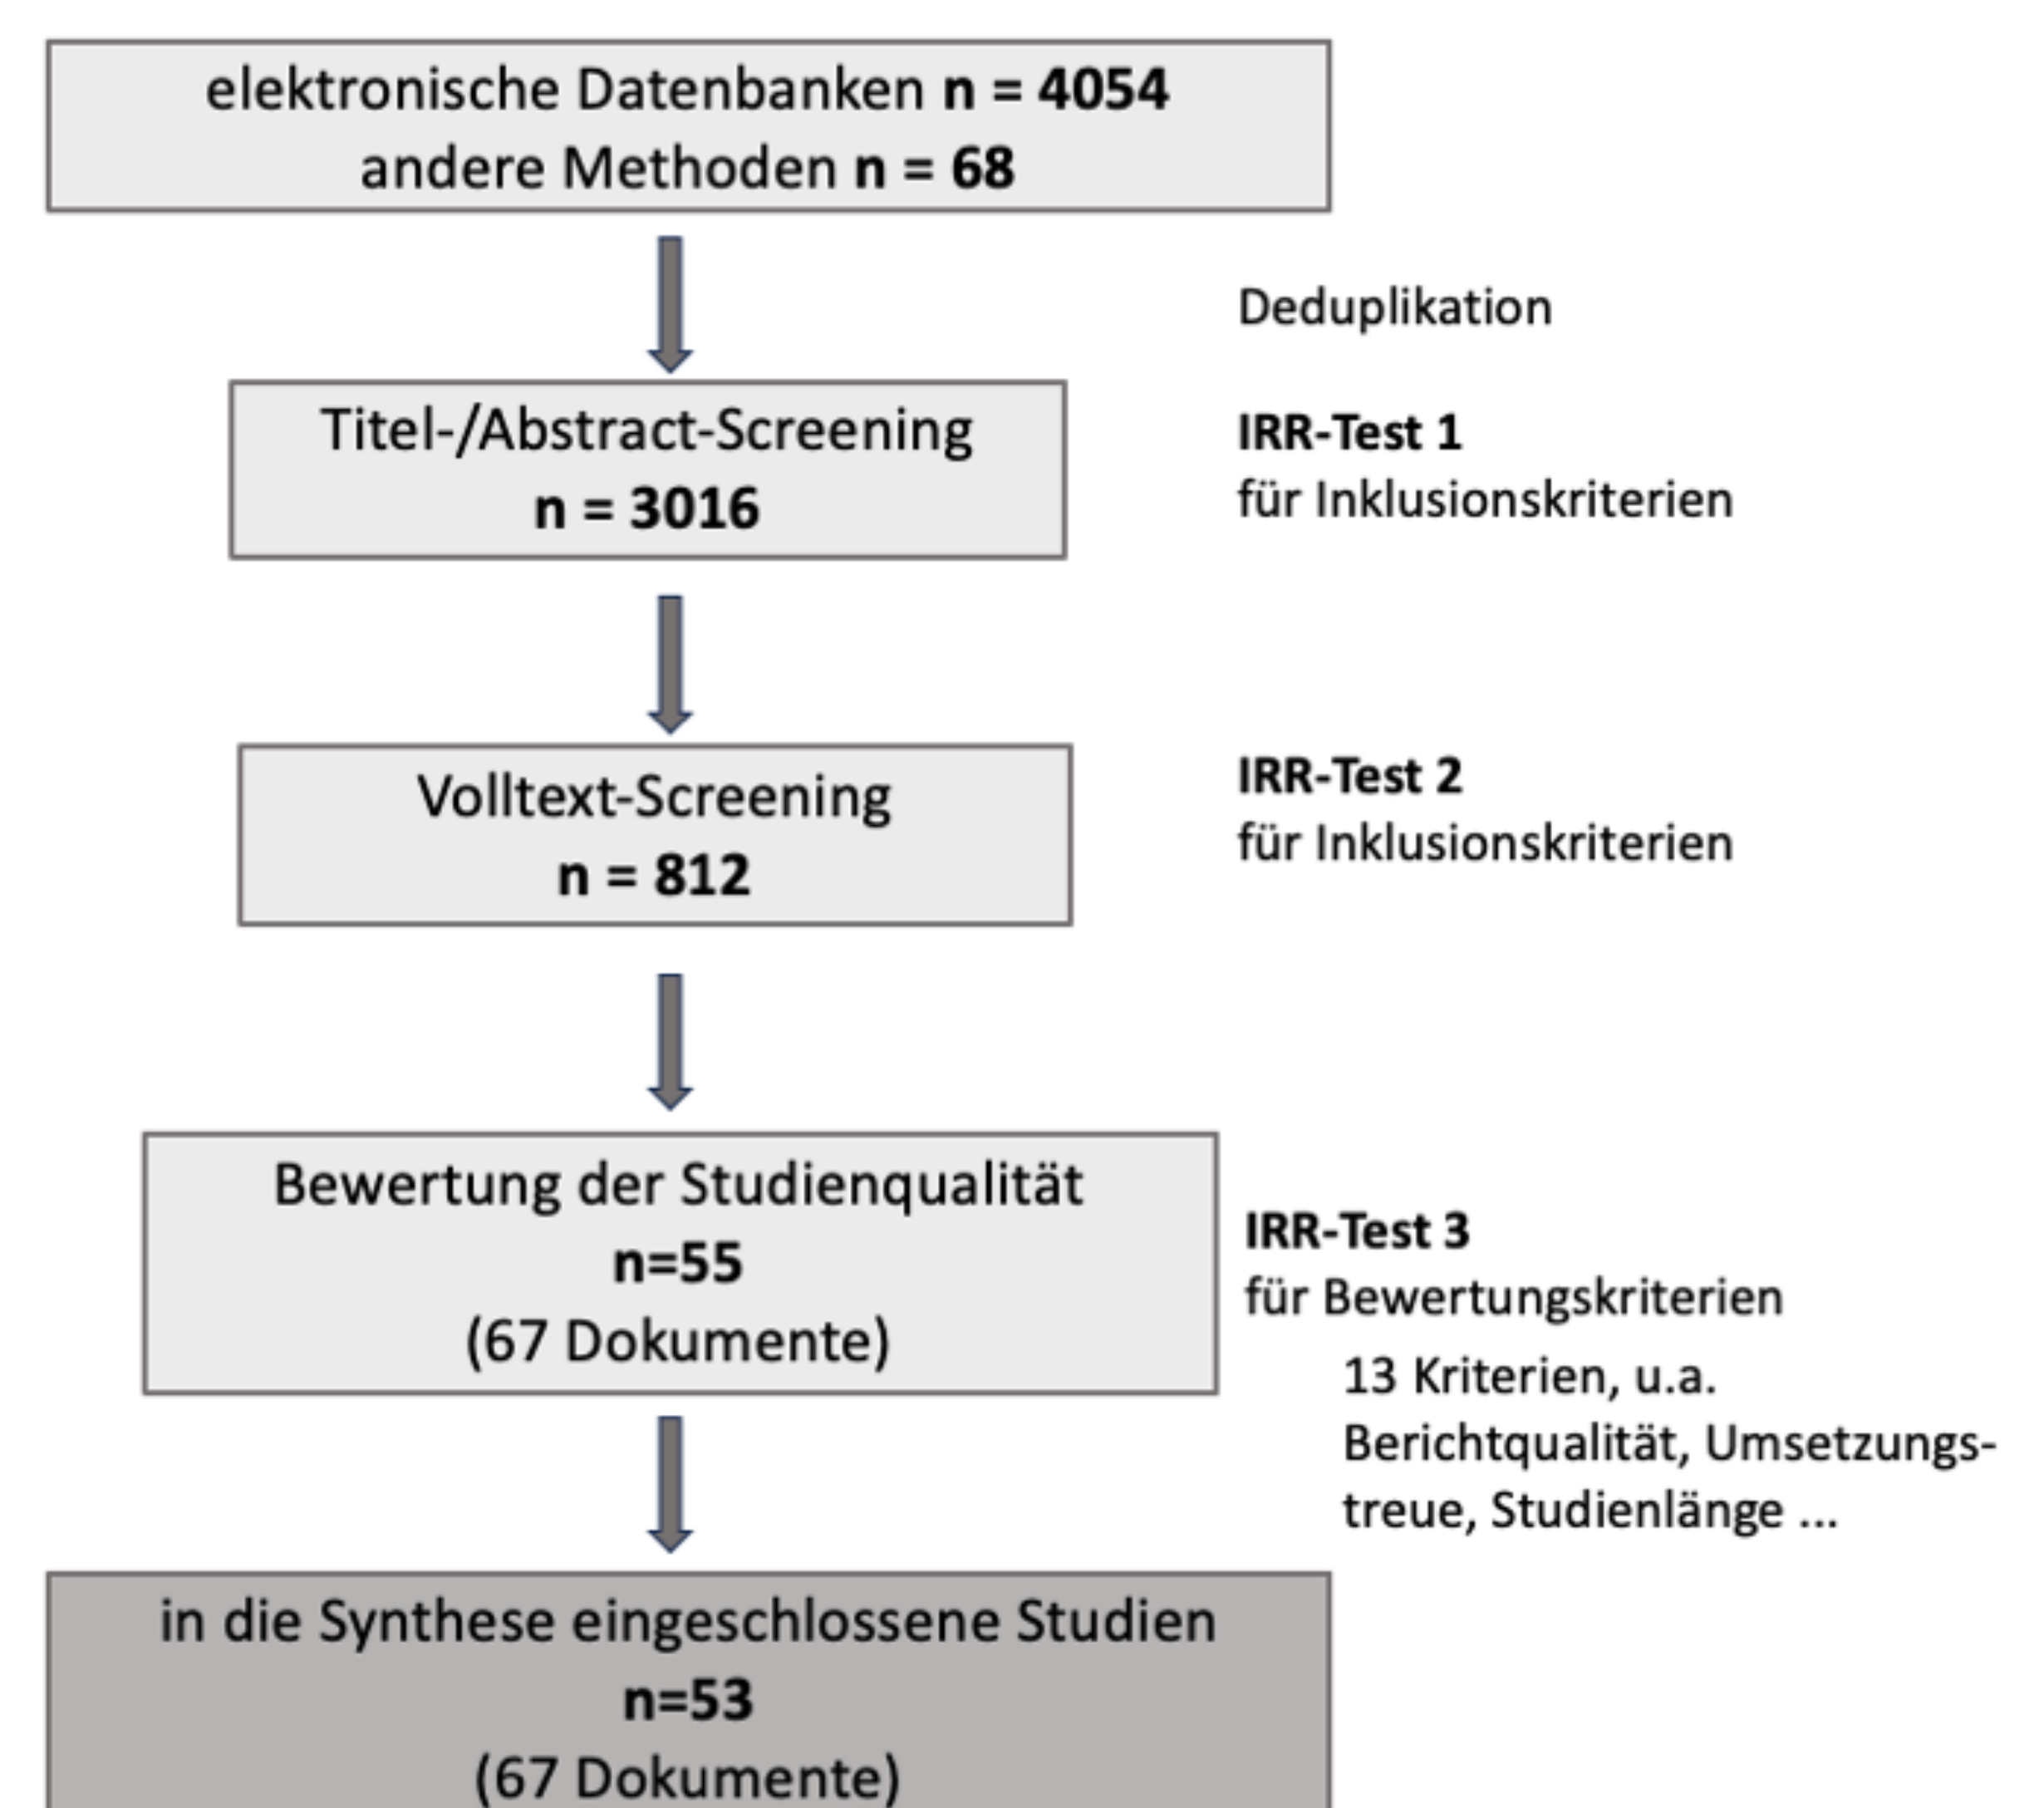 elektronische Datenbanken n = 4054
andere Methoden n = 68
Deduplikation
Titel-/Abstract-Screening
n = 3016
IRR-Test 1
für Inklusionskriterien
Volltext-Screening
n = 812
IRR-Test 2
für Inklusionskriterien
Bewertung der Studienqualität
n=55
(67 Dokumente)
IRR-Test 3
für Bewertungskriterien
13 Kriterien, u.a.
Berichtqualität, Umsetzungs-
treue, Studienlänge ...
in die Synthese eingeschlossene Studien
n=53
(67 Dokumente)